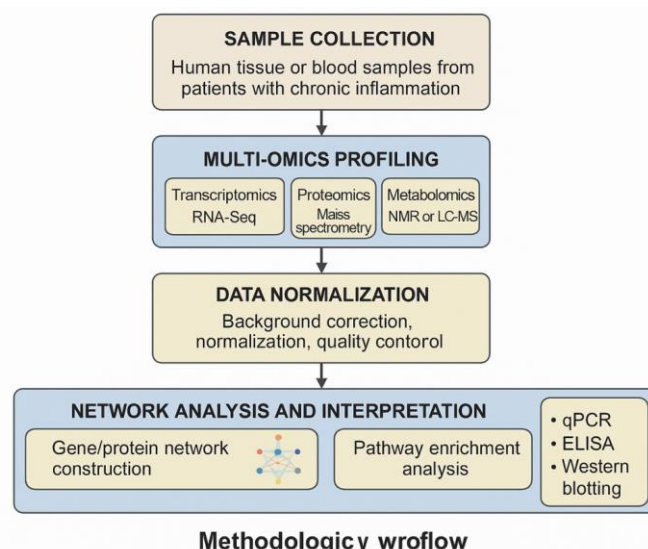 SAMPLE COLLECTION
Human tissue or blood samples from
patients with chronic inflammation
MULTI-OMICS PROFILING
Transcriptomics
RNA-Seq
Proteomics
Maiss
spectrometry
Metabolomics
NMR or LC-MS
DATA NORMALIZATION
Background correction,
normalization, quality contorol
NETWORK ANALYSIS AND INTERPRETATION
Gene/protein network
construction
Pathway enrichment
analysis
• qPCR
• ELISA
• Western
blotting
Methodologicy wroflow